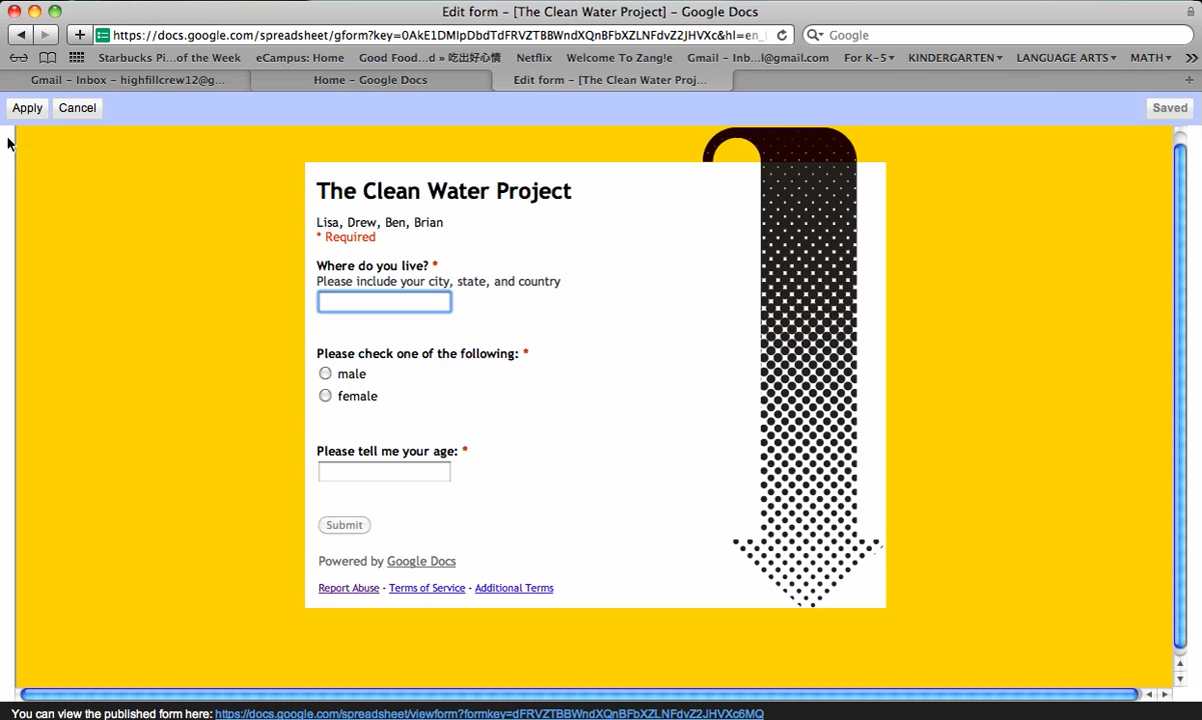 Edit form - [The Clean Water Project] - Google Docs
https://docs.google.com/spreadsheet/gform?key=0AkE1DMIpDbdTdFRVZTBBWndXQnBFbXZLNFdvZ2JHVXc&hl=en_
Google
Starbucks Pi...of the Week eCampus: Home Good Food...d » 吃出好心情 Netflix Welcome To Zangle Gmail - Inb...l@gmail.com For K-5 KINDERGARTEN LANGUAGE ARTS MATH
Gmail - Inbox - highfillcrew12@g... Home - Google Docs Edit form - [The Clean Water Proj...
Apply Cancel Saved
The Clean Water Project
Lisa, Drew, Ben, Brian
* Required
Where do you live? *
Please include your city, state, and country
Please check one of the following: *
male
female
Please tell me your age: *
Submit
Powered by Google Docs
Report Abuse - Terms of Service - Additional Terms
You can view the published form here: https://docs.google.com/spreadsheet/viewform?formkey=dFRVZTBBWndXQnBFbXZLNFdvZ2JHVXc6MQ